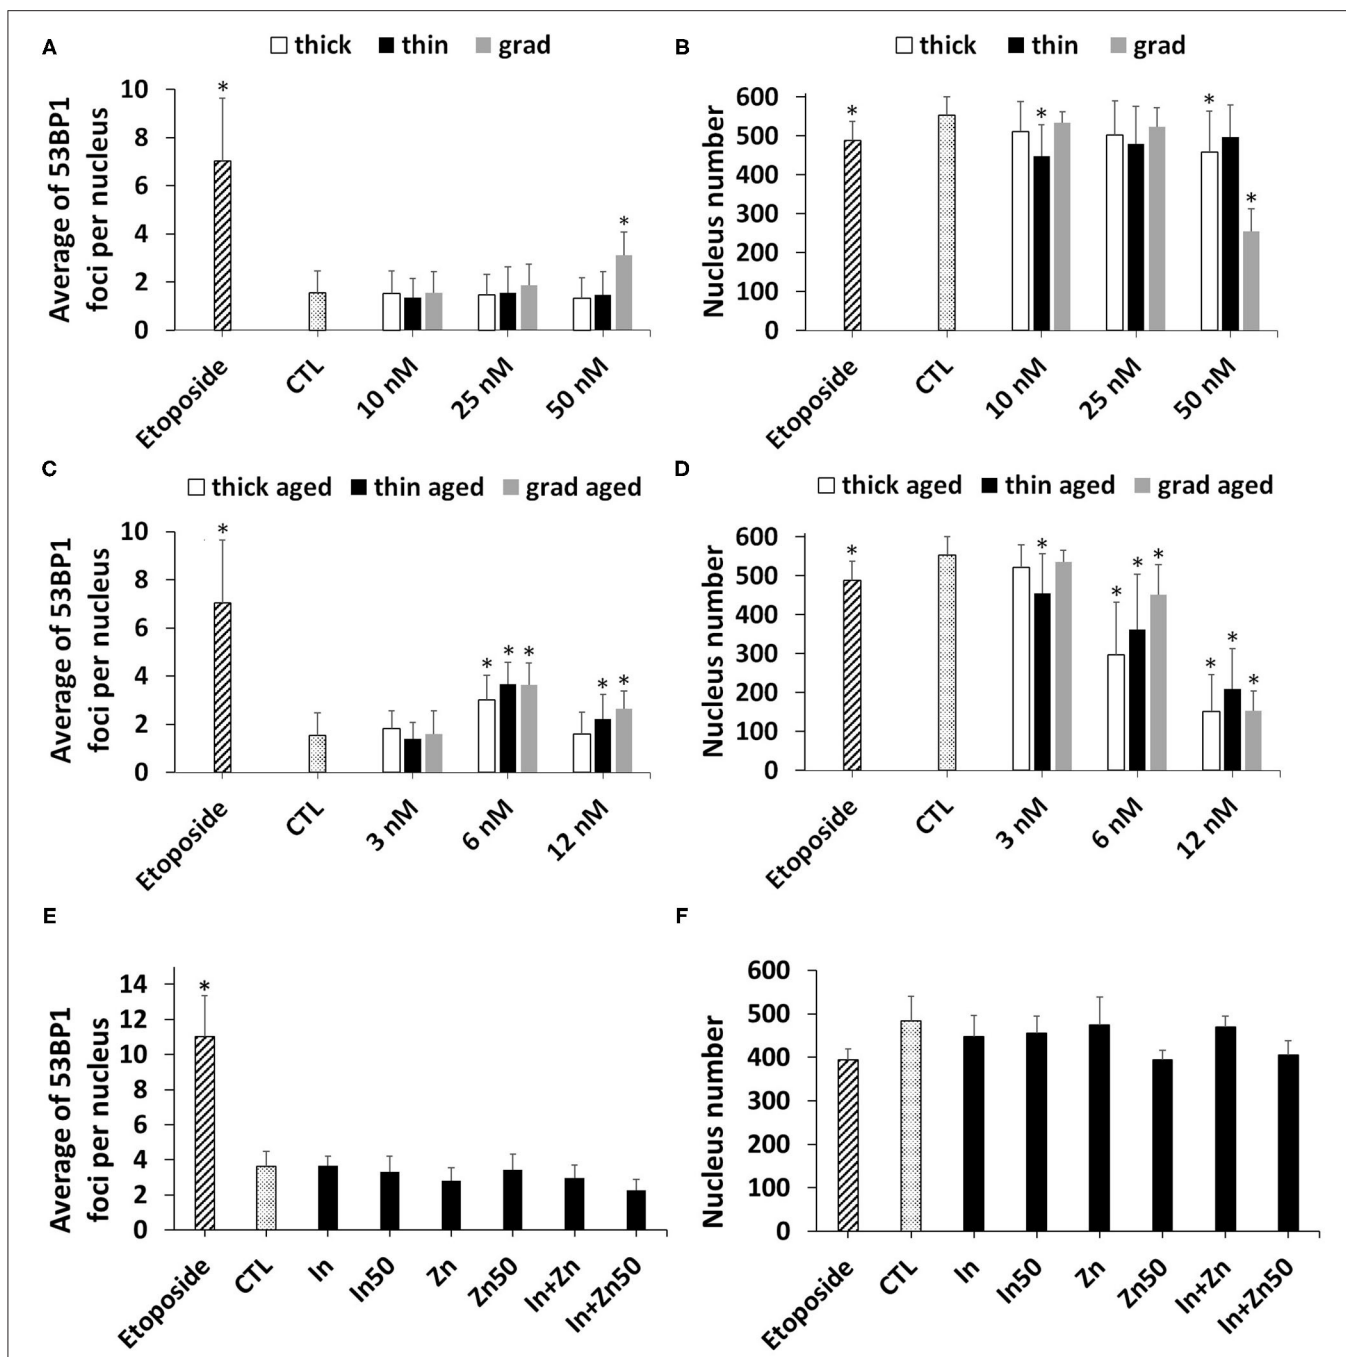 A
thick thin grad
Average of 53BP1
foci per nucleus
10
8
6
4
2
0
*
*
Etoposide
CTL
10 nM
25 nM
50 nM
B
thick thin grad
Nucleus number
600
500
400
300
200
100
0
*
*
*
*
Etoposide
CTL
10 nM
25 nM
50 nM
C
thick aged thin aged grad aged
Average of 53BP1
foci per nucleus
10
8
6
4
2
0
*
* * *
* *
Etoposide
CTL
3 nM
6 nM
12 nM
D
thick aged thin aged grad aged
Nucleus number
600
500
400
300
200
100
0
*
*
* * *
* * *
Etoposide
CTL
3 nM
6 nM
12 nM
E
Average of 53BP1
foci per nucleus
14
12
10
8
6
4
2
0
*
Etoposide
CTL
In
In50
Zn
Zn50
In+Zn
In+Zn50
F
Nucleus number
600
500
400
300
200
100
0
Etoposide
CTL
In
In50
Zn
Zn50
In+Zn
In+Zn50